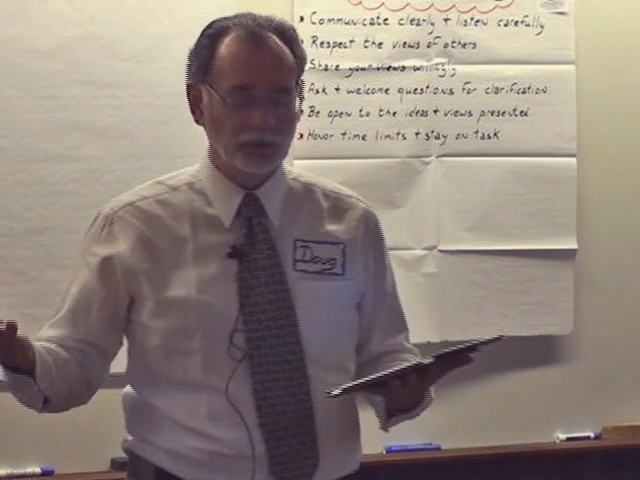 • Communicate clearly + listen carefully
• Respect the views of others
• Share your views willingly
• Ask + welcome questions for clarification
• Be open to the ideas + views presented
• Honor time limits + stay on task
Doug